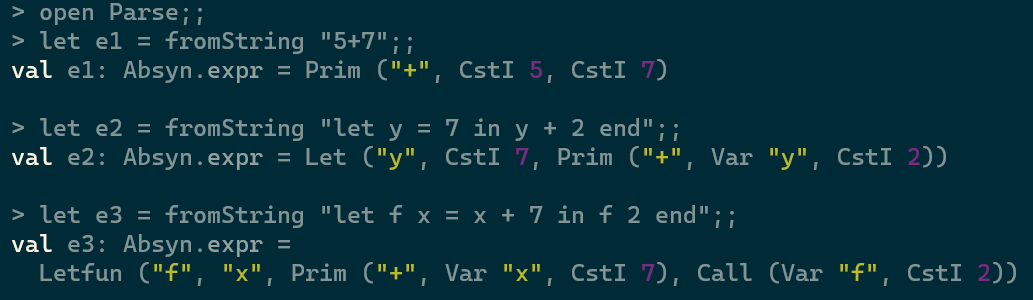 > open Parse;;
> let e1 = fromString "5+7";;
val e1: Absyn.expr = Prim ("+", CstI 5, CstI 7)
> let e2 = fromString "let y = 7 in y + 2 end";;
val e2: Absyn.expr = Let ("y", CstI 7, Prim ("+", Var "y", CstI 2))
> let e3 = fromString "let f x = x + 7 in f 2 end";;
val e3: Absyn.expr =
  Letfun ("f", "x", Prim ("+", Var "x", CstI 7), Call (Var "f", CstI 2))